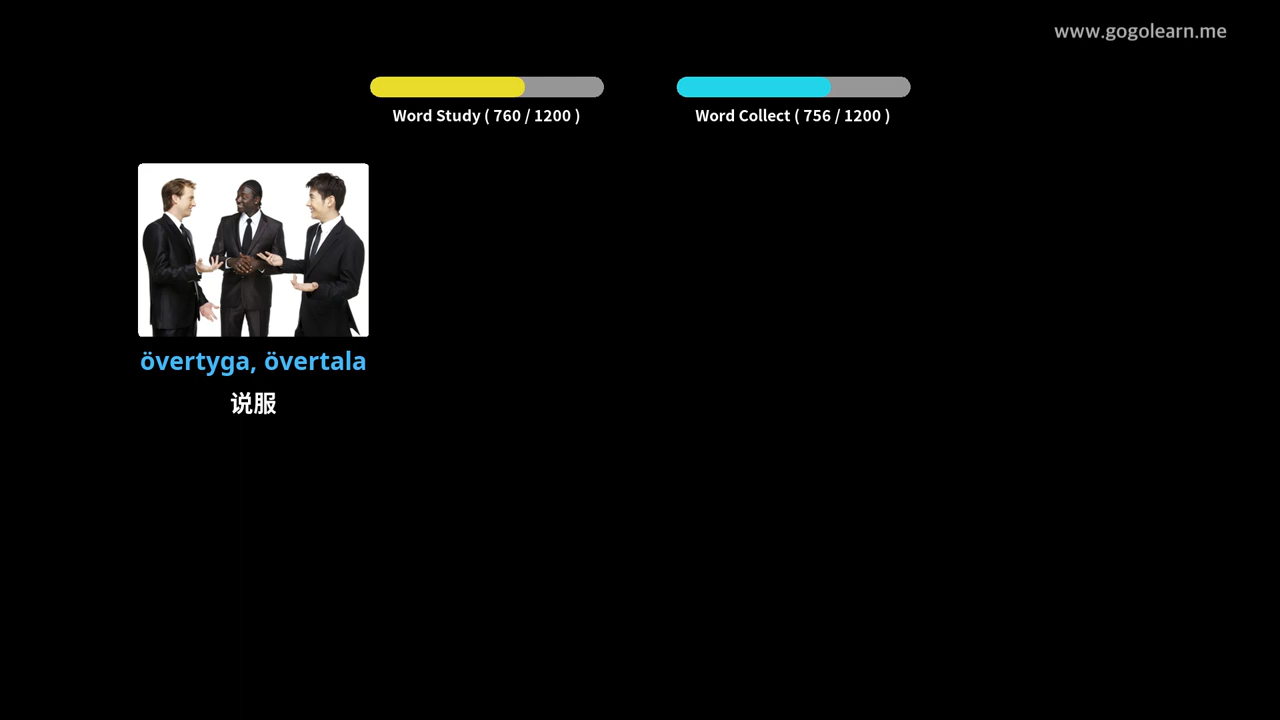 www.gogolearn.me
Word Study ( 760 / 1200 )
Word Collect ( 756 / 1200 )
övertyga, övertala
说服